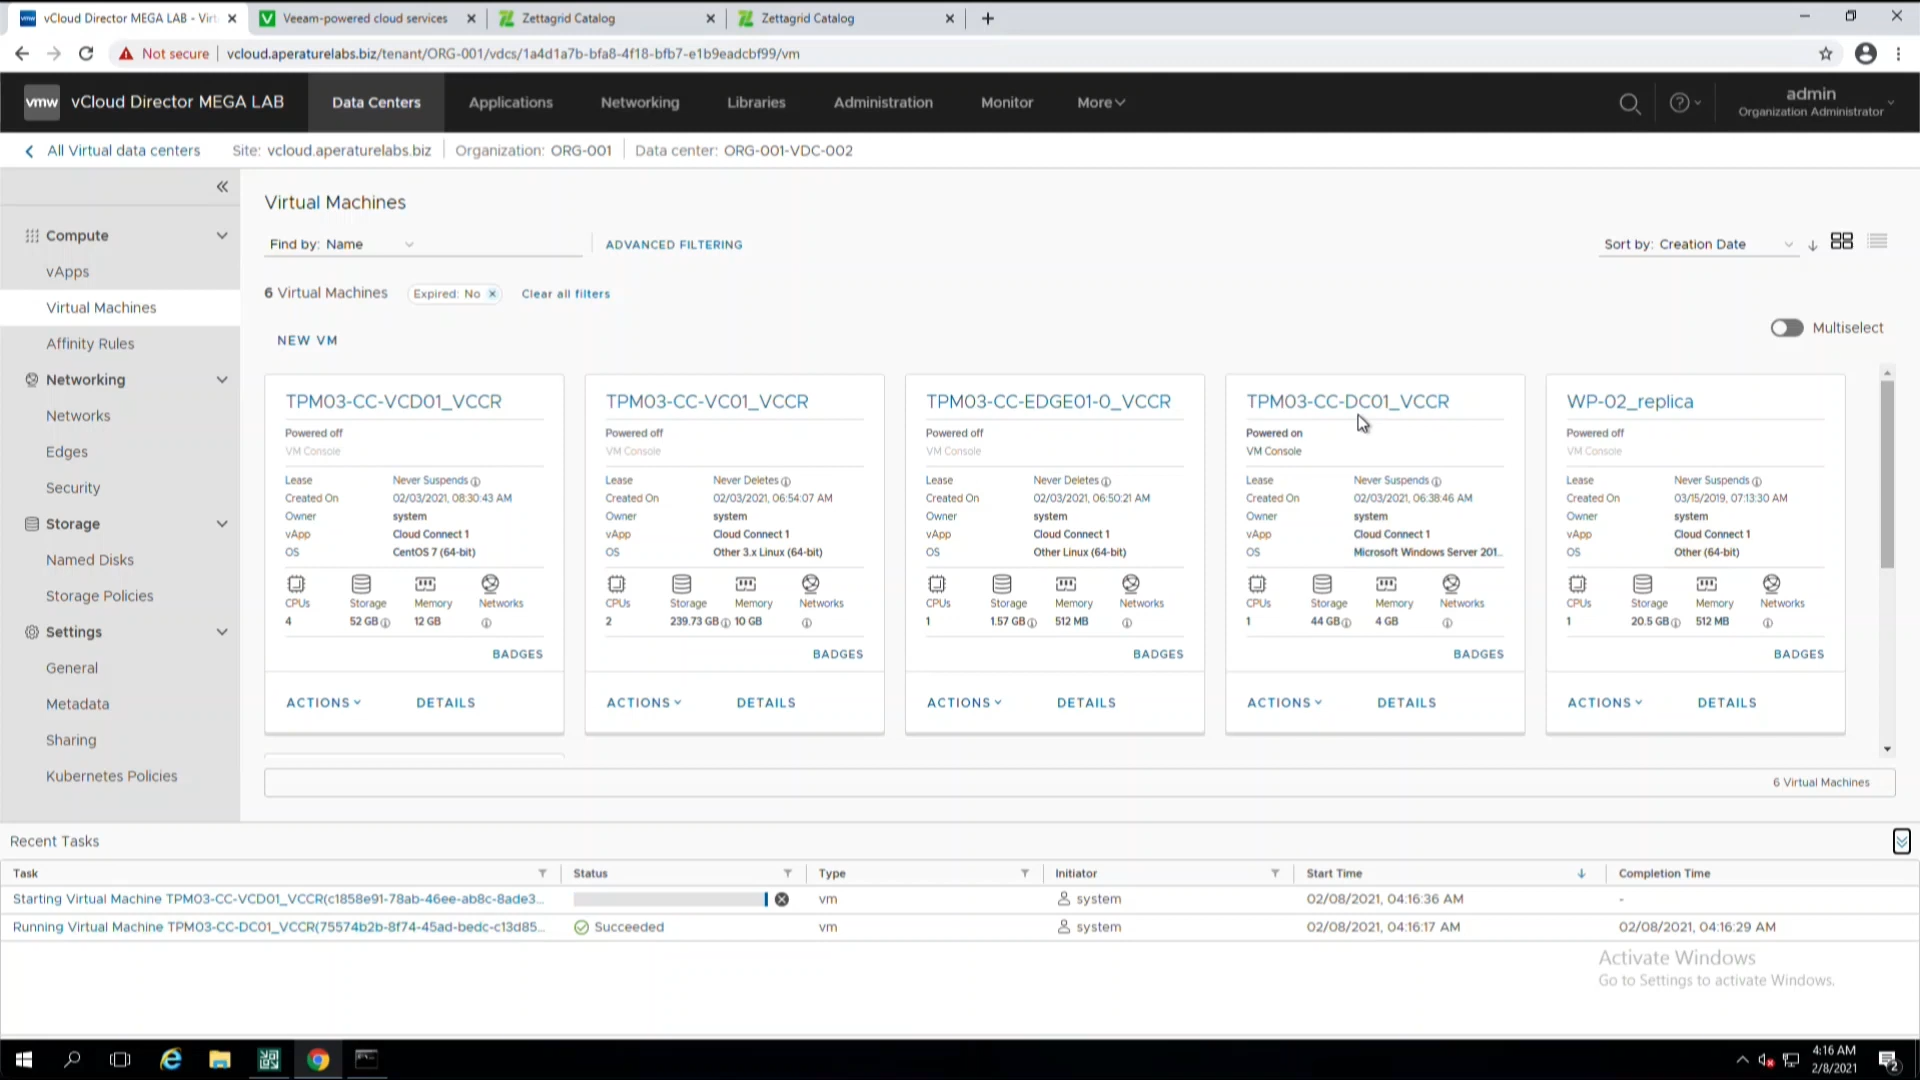 vCloud Director MEGA LAB - Virt
Veeam-powered cloud services
Zettagrid Catalog
Zettagrid Catalog
Not secure
vcloud.aperaturelabs.biz/tenant/ORG-001/vdcs/1a4d1a7b-bfa8-4f18-bfb7-e1b9eadcbf99/vm
vmw vCloud Director MEGA LAB
Data Centers
Applications
Networking
Libraries
Administration
Monitor
More
admin
Organization Administrator
All Virtual data centers
Site: vcloud.aperaturelabs.biz
Organization: ORG-001
Data center: ORG-001-VDC-002
Compute
vApps
Virtual Machines
Affinity Rules
Networking
Networks
Edges
Security
Storage
Named Disks
Storage Policies
Settings
General
Metadata
Sharing
Kubernetes Policies
Virtual Machines
Find by: Name
ADVANCED FILTERING
Sort by: Creation Date
6 Virtual Machines
Expired: No
Clear all filters
Multiselect
NEW VM
TPM03-CC-VCD01_VCCR
Powered off
VM Console
Lease Never Suspends
Created On 02/03/2021, 08:30:43 AM
Owner system
vApp Cloud Connect 1
OS CentOS 7 (64-bit)
CPUs Storage Memory Networks
4 52 GB 12 GB
BADGES
ACTIONS DETAILS
TPM03-CC-VC01_VCCR
Powered off
VM Console
Lease Never Deletes
Created On 02/03/2021, 06:54:07 AM
Owner system
vApp Cloud Connect 1
OS Other 3.x Linux (64-bit)
CPUs Storage Memory Networks
2 239.73 GB 10 GB
BADGES
ACTIONS DETAILS
TPM03-CC-EDGE01-0_VCCR
Powered off
VM Console
Lease Never Deletes
Created On 02/03/2021, 06:50:21 AM
Owner system
vApp Cloud Connect 1
OS Other Linux (64-bit)
CPUs Storage Memory Networks
1 1.57 GB 512 MB
BADGES
ACTIONS DETAILS
TPM03-CC-DC01_VCCR
Powered on
VM Console
Lease Never Suspends
Created On 02/03/2021, 06:38:46 AM
Owner system
vApp Cloud Connect 1
OS Microsoft Windows Server 201..
CPUs Storage Memory Networks
1 44 GB 4 GB
BADGES
ACTIONS DETAILS
WP-02_replica
Powered off
VM Console
Lease Never Suspends
Created On 03/15/2019, 07:13:30 AM
Owner system
vApp Cloud Connect 1
OS Other (64-bit)
CPUs Storage Memory Networks
1 20.5 GB 512 MB
BADGES
ACTIONS DETAILS
6 Virtual Machines
Recent Tasks
Task Status Type Initiator Start Time Completion Time
Starting Virtual Machine TPM03-CC-VCD01_VCCR(c1858e91-78ab-46ee-ab8c-8ade3... vm system 02/08/2021, 04:16:36 AM -
Running Virtual Machine TPM03-CC-DC01_VCCR(75574b2b-8f74-45ad-bedc-c13d85... Succeeded vm system 02/08/2021, 04:16:17 AM 02/08/2021, 04:16:29 AM
Activate Windows
Go to Settings to activate Windows.
4:16 AM
2/8/2021
2